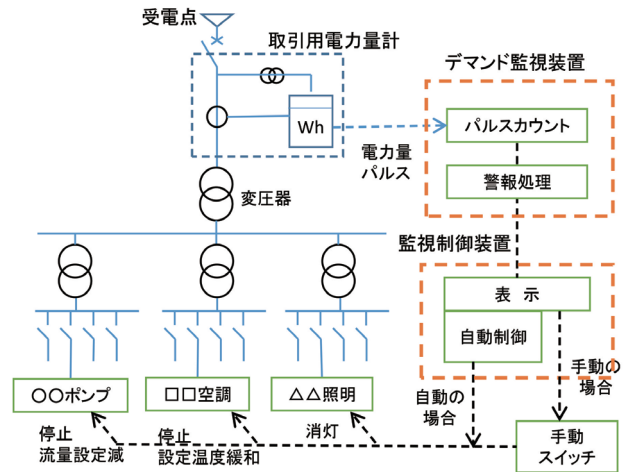 受電点
取引用電力量計
Wh
電力量
パルス
デマンド監視装置
パルスカウント
警報処理
変圧器
監視制御装置
表 示
自動制御
自動の
場合
手動の
場合
手動
スイッチ
〇〇ポンプ
□□空調
△△照明
停止
流量設定減
停止
設定温度緩和
消灯